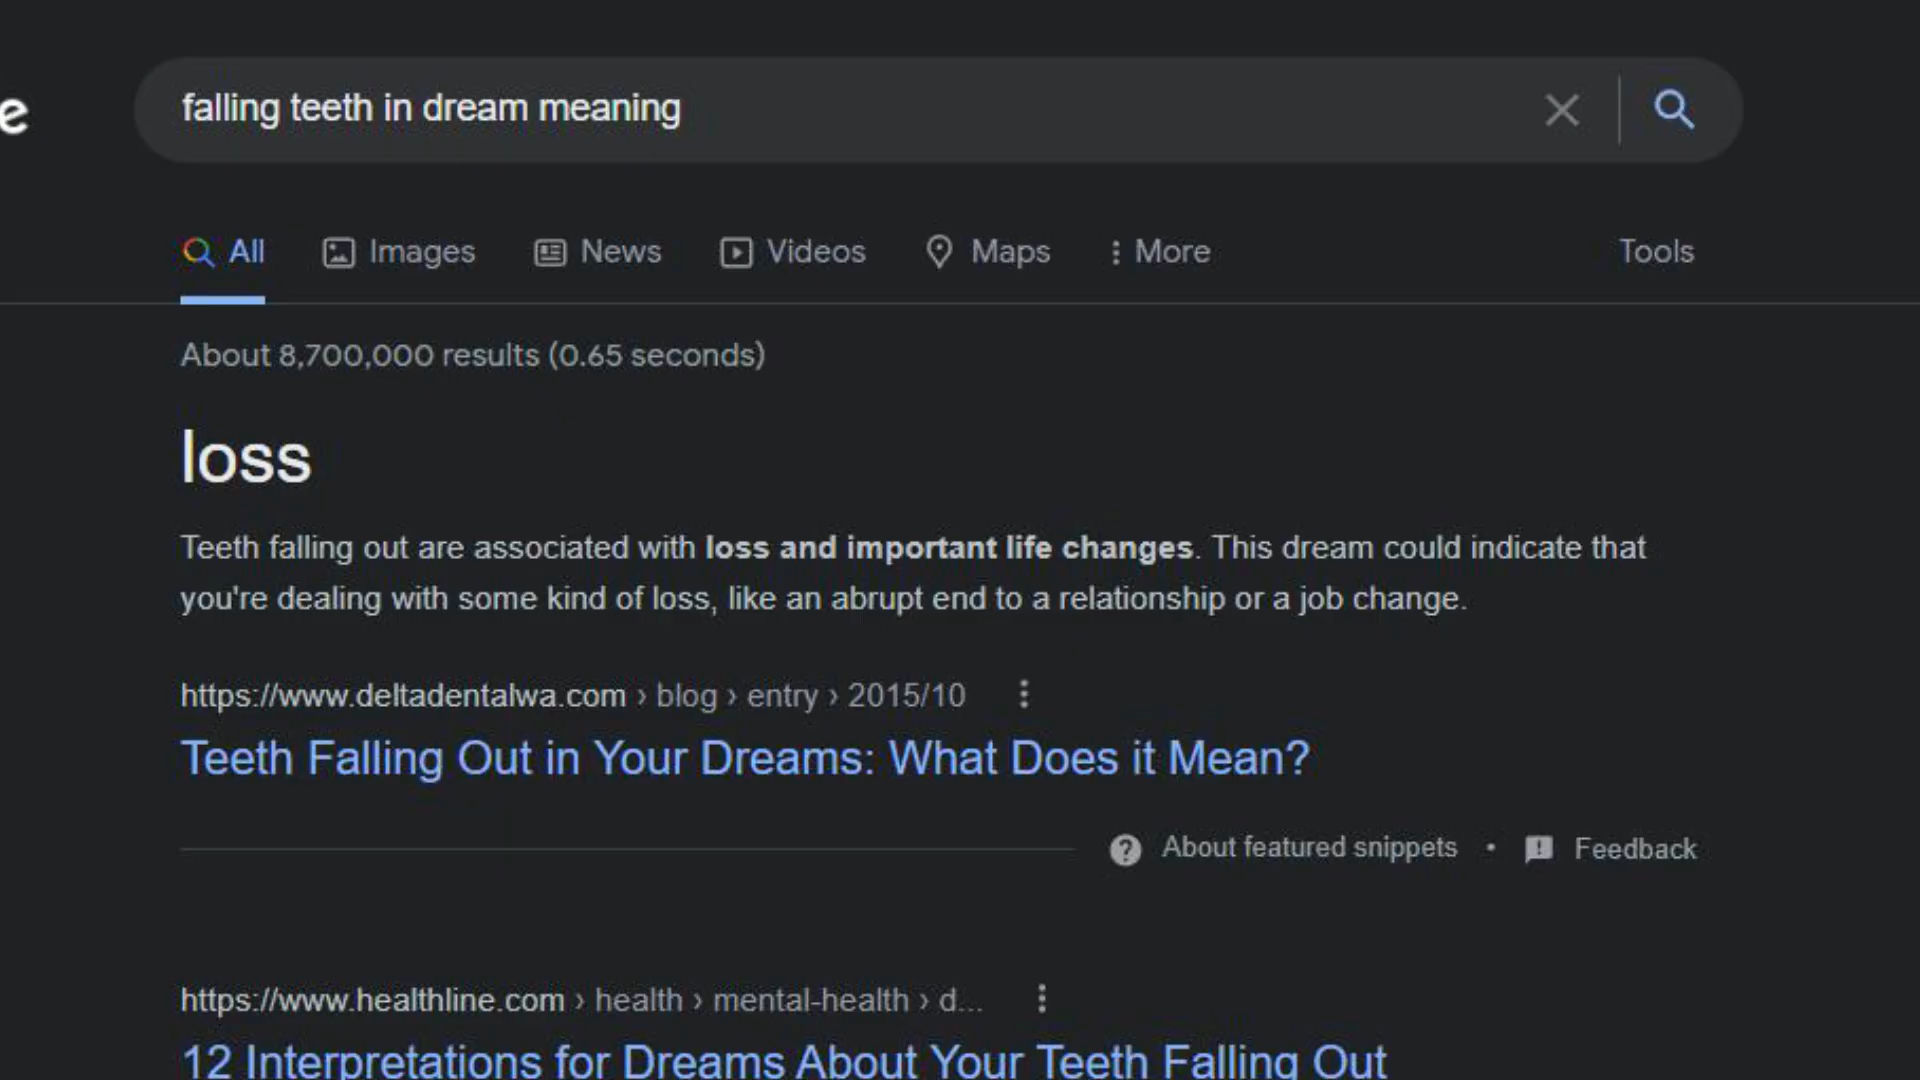 e
falling teeth in dream meaning
All Images News Videos Maps More Tools
About 8,700,000 results (0.65 seconds)
loss
Teeth falling out are associated with loss and important life changes. This dream could indicate that
you're dealing with some kind of loss, like an abrupt end to a relationship or a job change.
https://www.deltadentalwa.com › blog › entry › 2015/10
Teeth Falling Out in Your Dreams: What Does it Mean?
About featured snippets • Feedback
https://www.healthline.com › health › mental-health › d...
12 Interpretations for Dreams About Your Teeth Falling Out